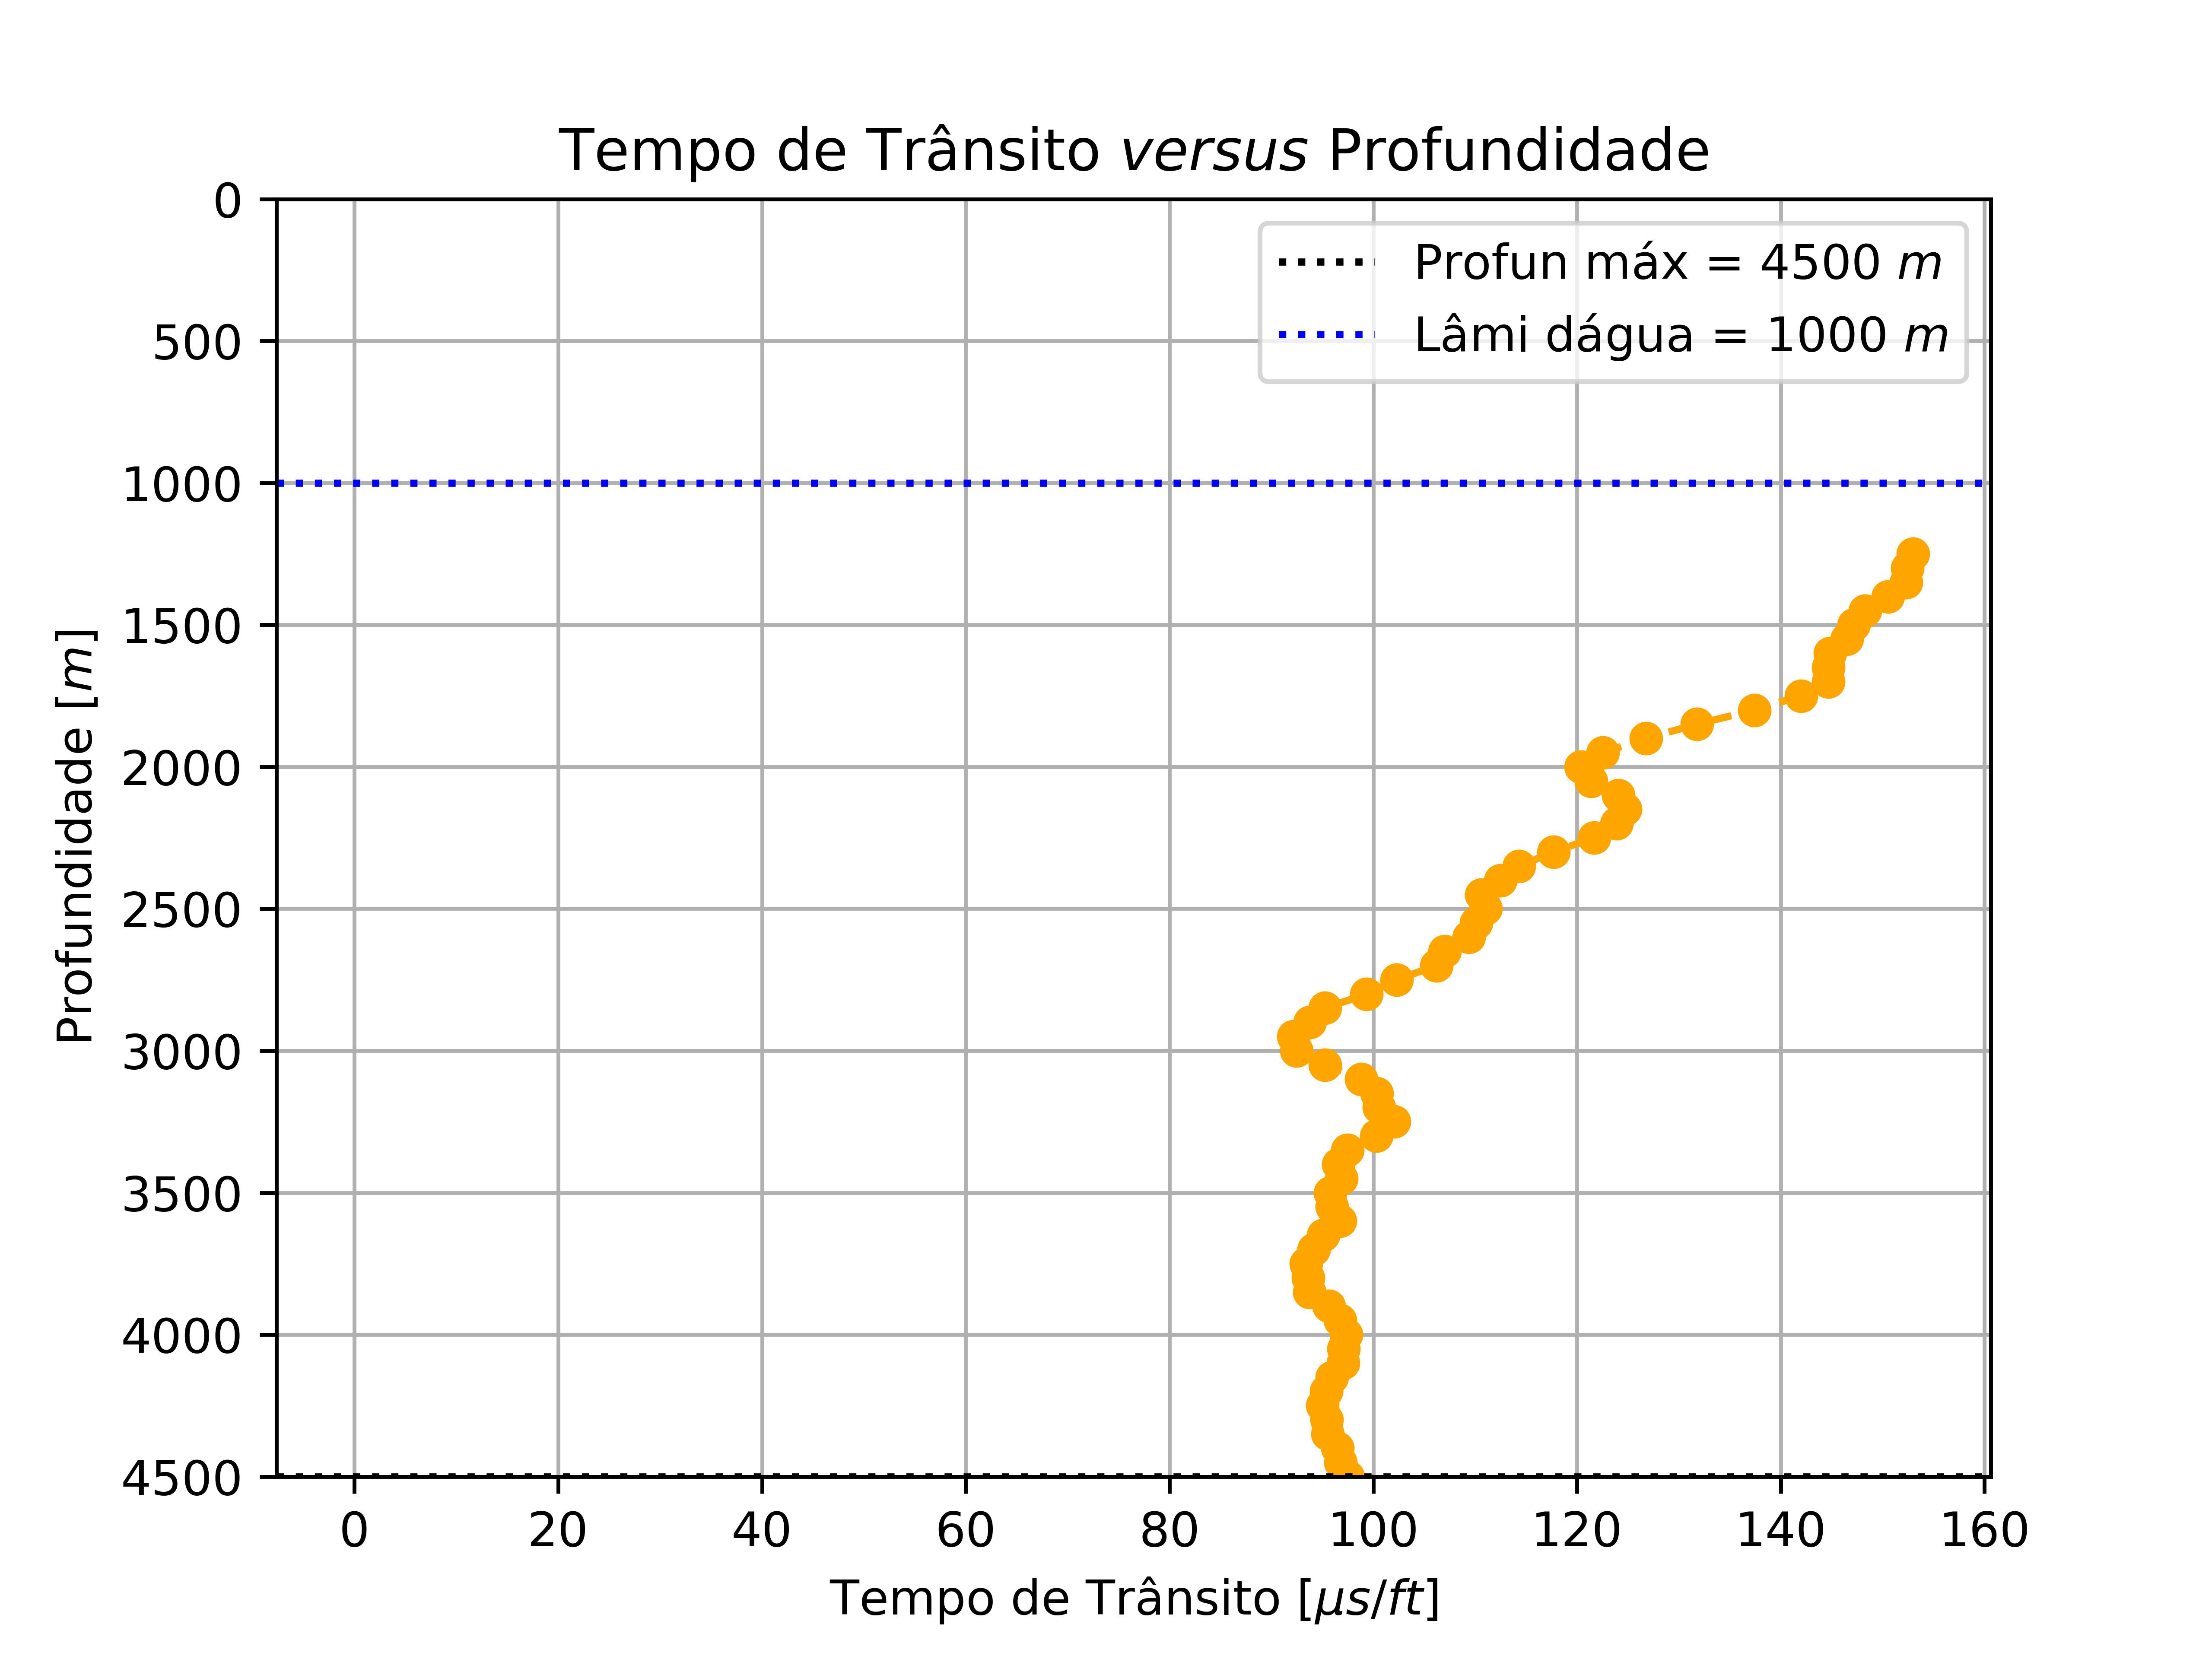 Tempo de Trânsito versus Profundidade
Profun máx = 4500 m
Lâmi dágua = 1000 m
Profundidade [m]
0
500
1000
1500
2000
2500
3000
3500
4000
4500
0 20 40 60 80 100 120 140 160
Tempo de Trânsito [μs/ft]